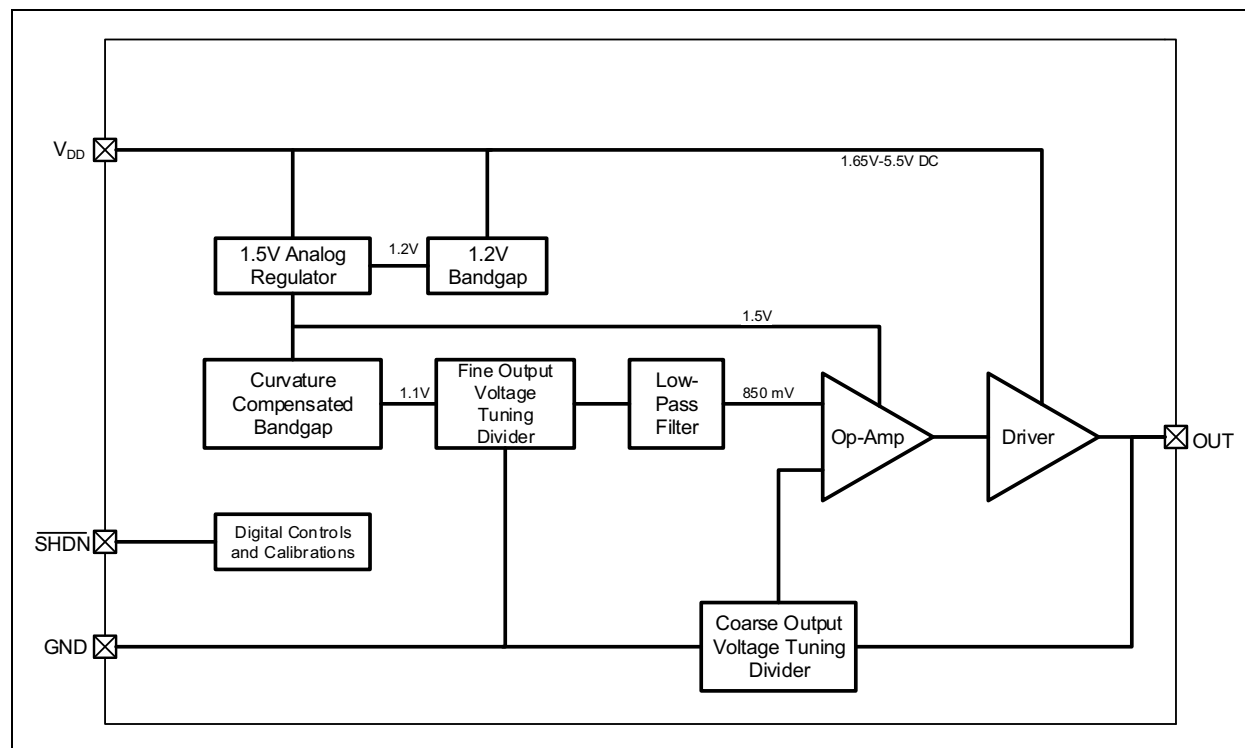 VDD
1.65V-5.5V DC
1.5V Analog
Regulator
1.2V
1.2V
Bandgap
1.5V
Curvature
Compensated
Bandgap
1.1V
Fine Output
Voltage
Tuning
Divider
Low-
Pass
Filter
850 mV
Op-Amp
Driver
OUT
SHDN
Digital Controls
and Calibrations
GND
Coarse Output
Voltage Tuning
Divider